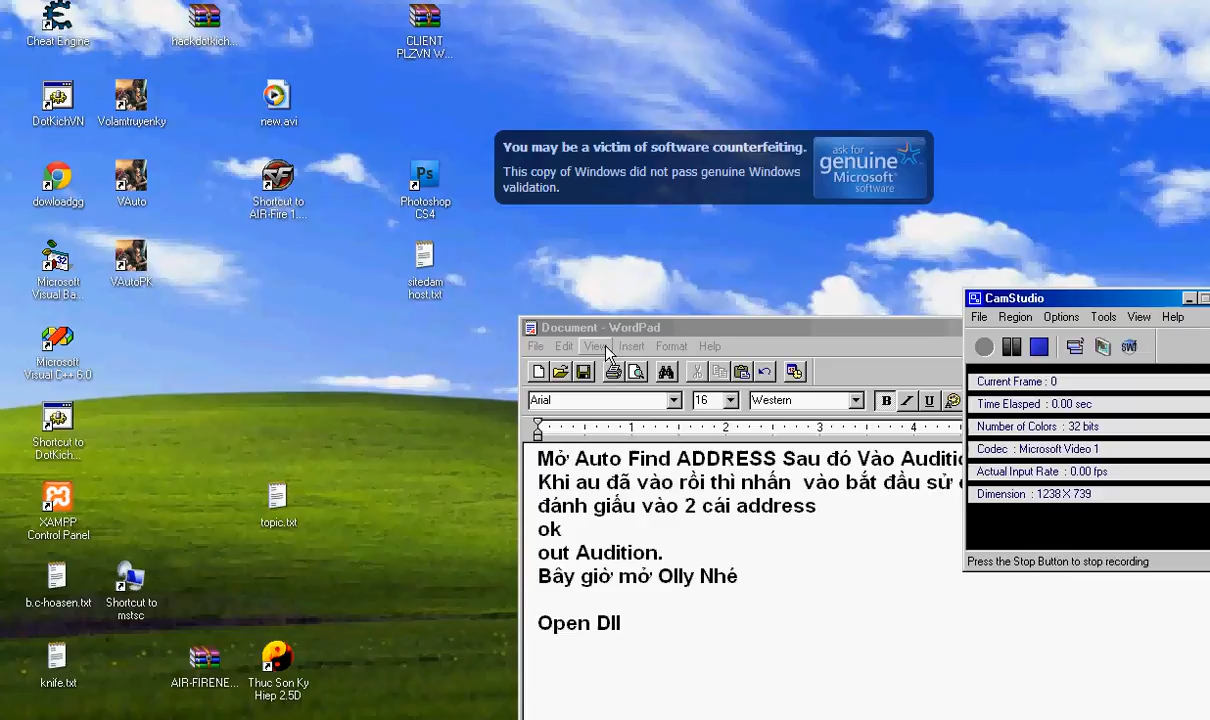 Cheat Engine
hackdotkich...
CLIENT
PLZVN W...
DotKichVN
Volamtruyenky
new.avi
You may be a victim of software counterfeiting.
This copy of Windows did not pass genuine Windows
validation.
ask for
genuine
Microsoft
software
dowloadgg
VAuto
Shortcut to
AIR-Fire 1....
Ps
Photoshop
CS4
Microsoft
Visual Ba...
VAutoPK
sitedam
host.txt
CamStudio
File Region Options Tools View Help
SWF
Document - WordPad
File Edit View Insert Format Help
Microsoft
Visual C++ 6.0
Arial 16 Western B I U
1 2 3 4
Current Frame : 0
Time Elasped : 0.00 sec
Number of Colors : 32 bits
Codec : Microsoft Video 1
Actual Input Rate : 0.00 fps
Dimension : 1238 X 739
Press the Stop Button to stop recording
Shortcut to
DotKich...
Mở Auto Find ADDRESS Sau đó Vào Auditio
Khi au đã vào rồi thì nhấn vào bắt đầu sử
đánh giấu vào 2 cái address
ok
out Audition.
Bây giờ mở Olly Nhé
Open Dll
XAMPP
Control Panel
topic.txt
b.c-hoasen.txt
Shortcut to
mstsc
knife.txt
AIR-FIRENE...
Thuc Son Ky
Hiep 2.5D